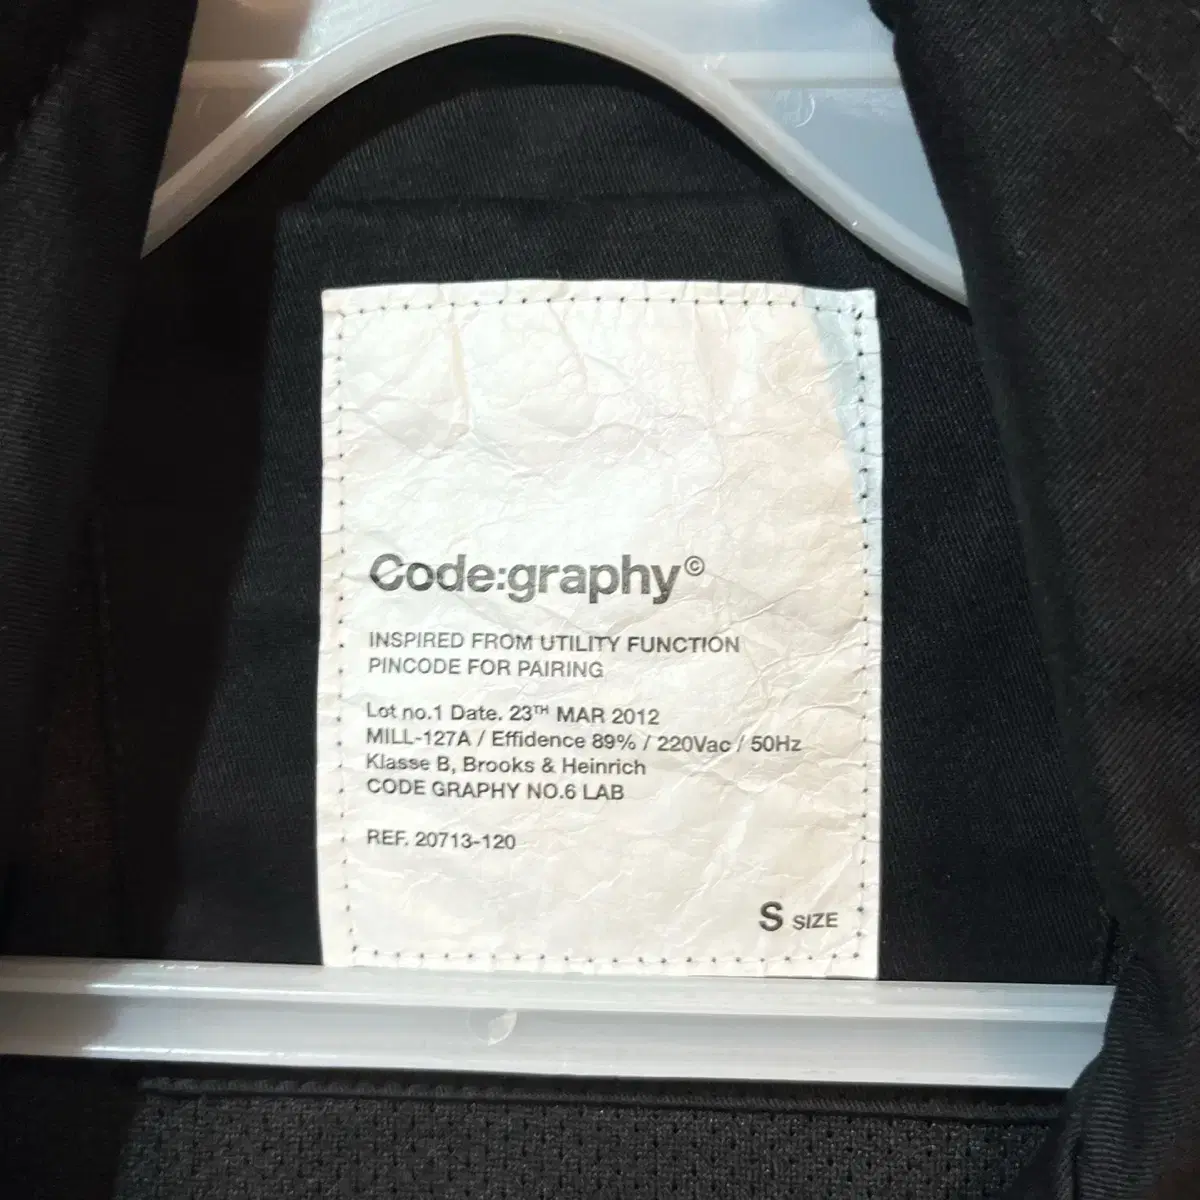 Code:graphy©
INSPIRED FROM UTILITY FUNCTION
PINCODE FOR PAIRING
Lot no.1 Date. 23TH MAR 2012
MILL-127A / Effidence 89% / 220Vac / 50Hz
Klasse B, Brooks & Heinrich
CODE GRAPHY NO.6 LAB
REF. 20713-120
S SIZE